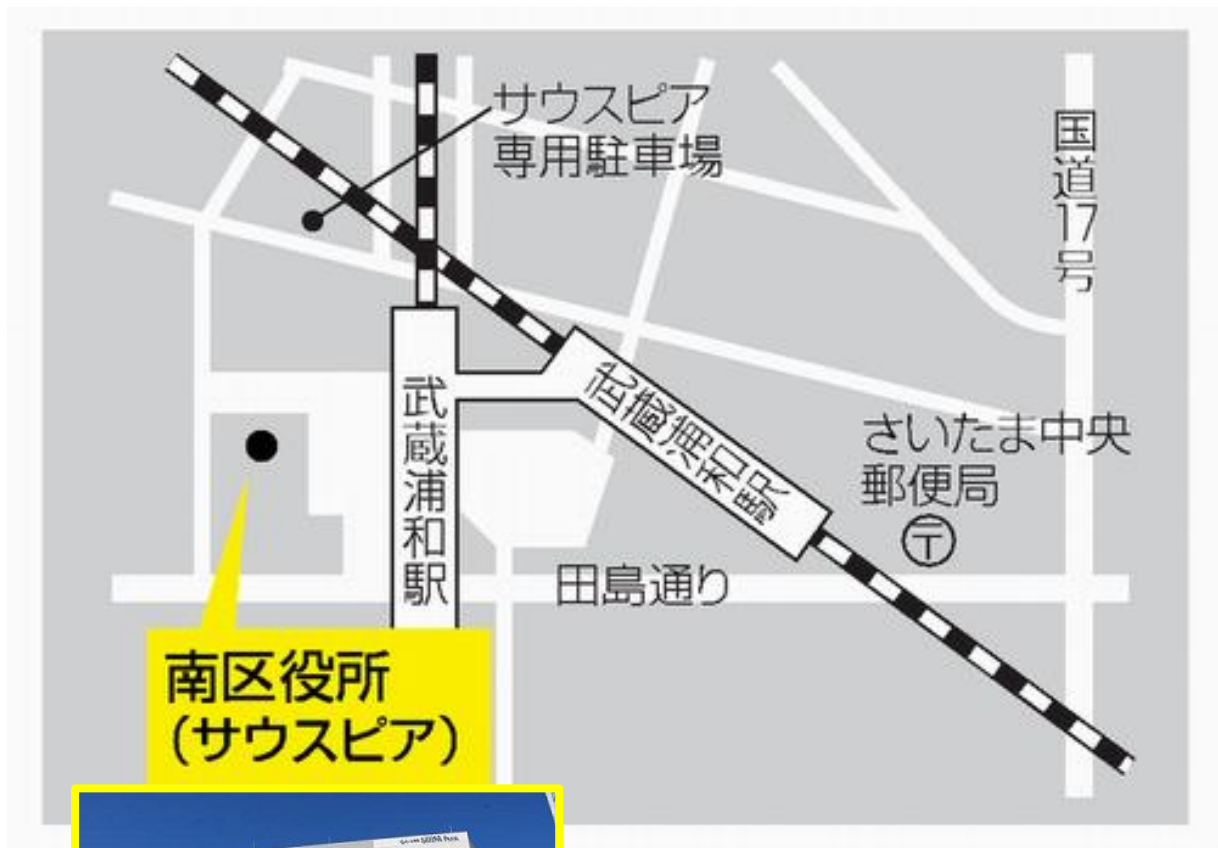 サウスピア
専用駐車場
国道17号
武蔵浦和駅
武蔵浦和駅
さいたま中央
郵便局
〒
田島通り
南区役所
(サウスピア)